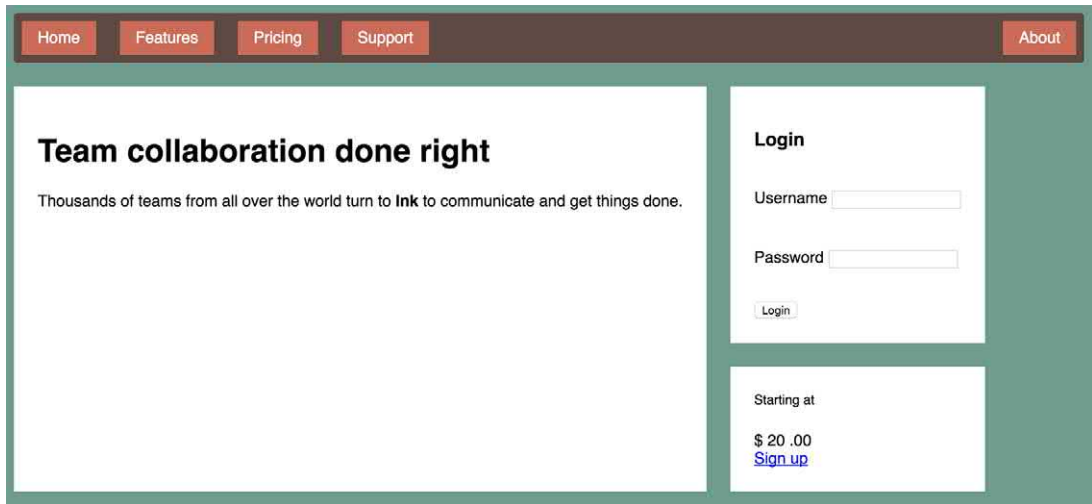 Home Features Pricing Support About
Team collaboration done right
Thousands of teams from all over the world turn to Ink to communicate and get things done.
Login
Username
Password
Login
Starting at
$ 20 .00
Sign up